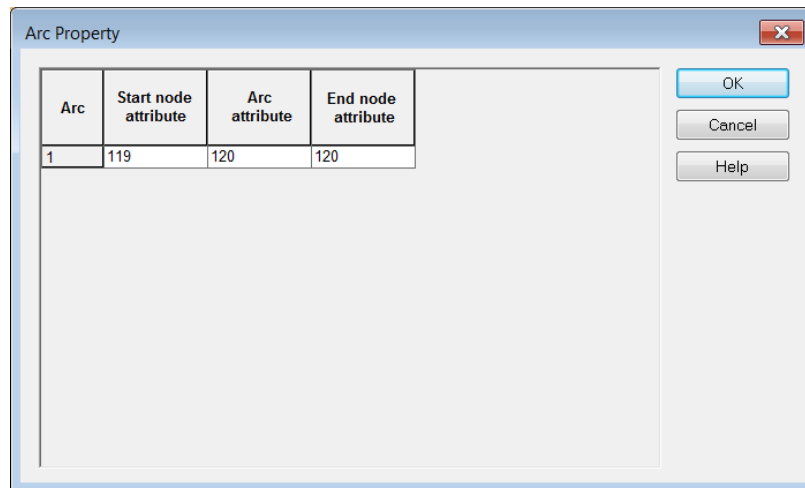 Arc Property
Arc Start node attribute Arc attribute End node attribute
1 119 120 120
OK
Cancel
Help